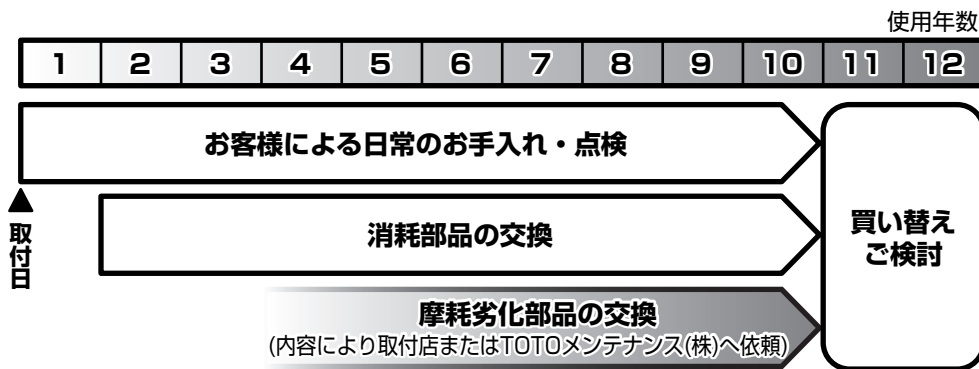 使用年数
1 2 3 4 5 6 7 8 9 10 11 12
お客様による日常のお手入れ・点検
取付日
消耗部品の交換
買い替え
ご検討
摩耗劣化部品の交換
(内容により取付店またはTOTOメンテナンス(株)へ依頼)